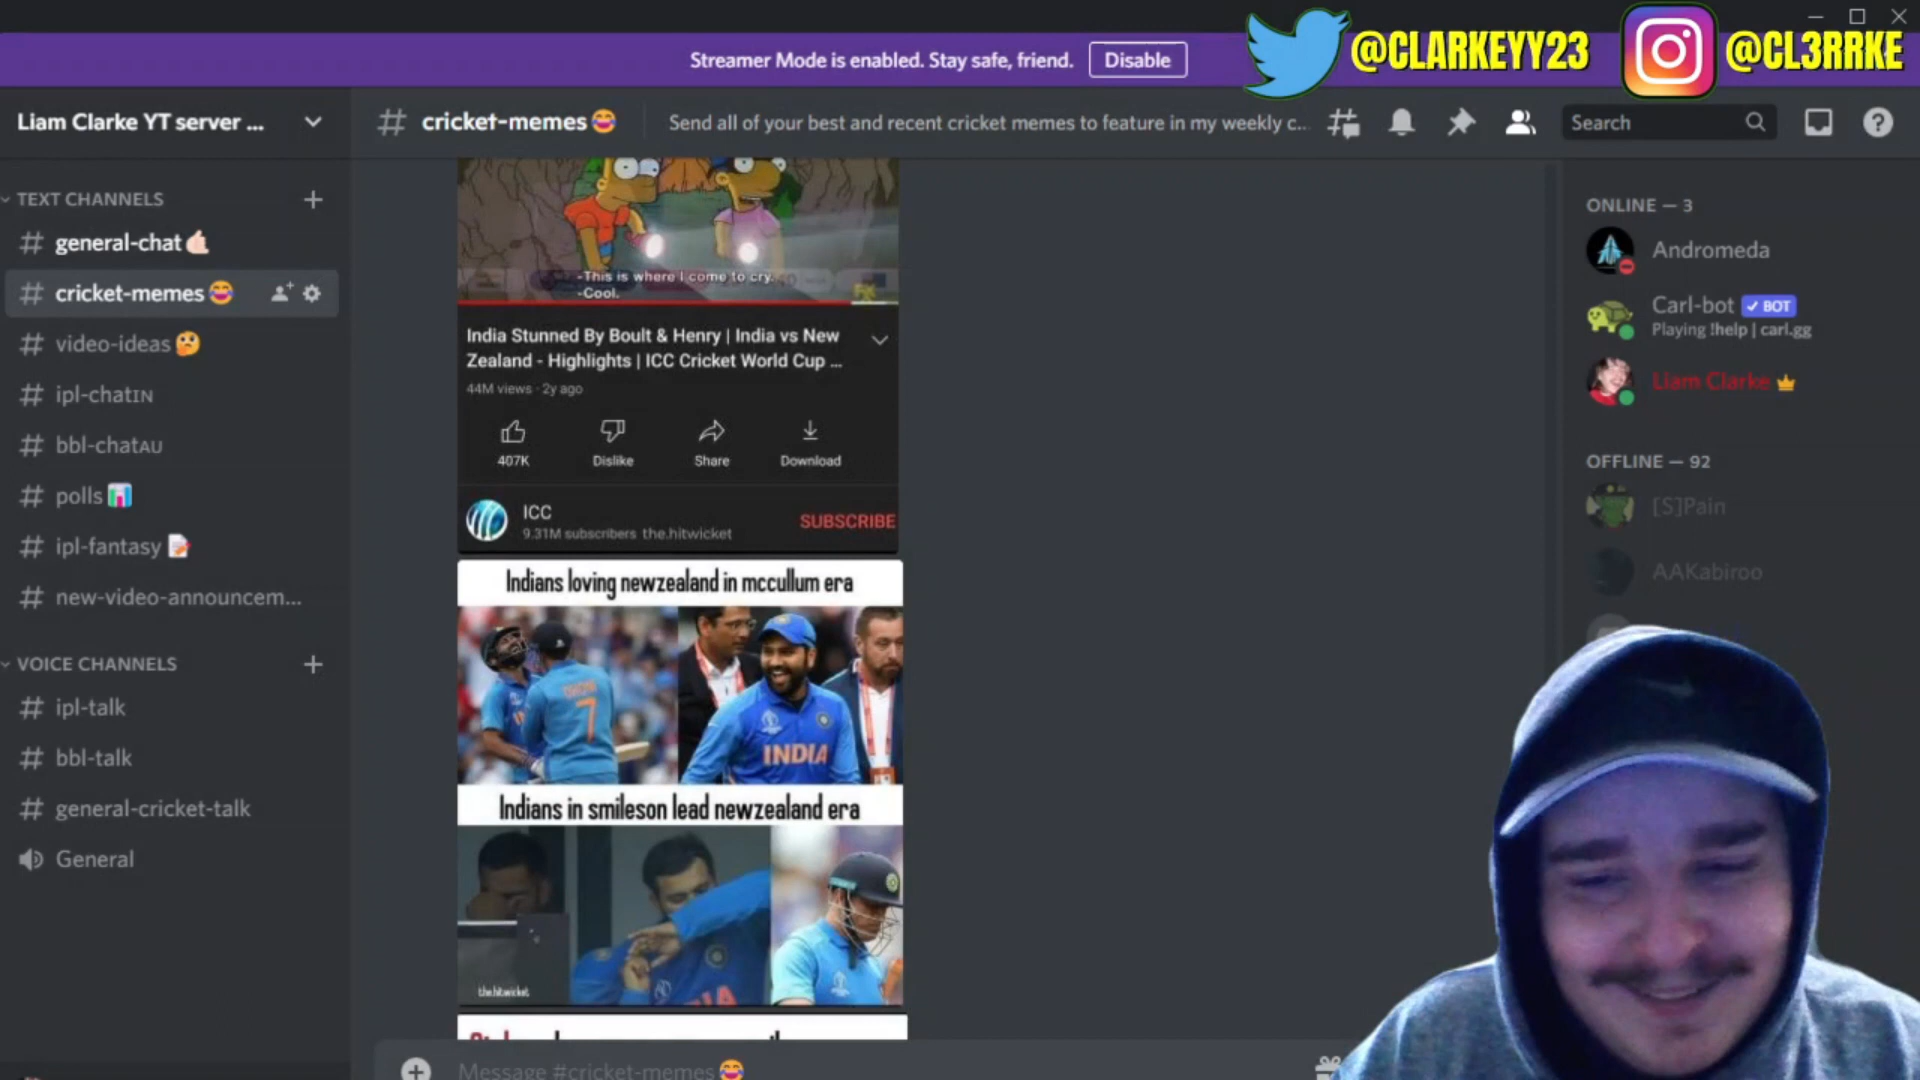 Streamer Mode is enabled. Stay safe, friend.
Disable
@CLARKEYY23
@CL3RRKE
Liam Clarke YT server ...
cricket-memes
Send all of your best and recent cricket memes to feature in my weekly c...
Search
TEXT CHANNELS
general-chat
cricket-memes
video-ideas
ipl-chatIN
bbl-chatAU
polls
ipl-fantasy
new-video-announcem...
VOICE CHANNELS
ipl-talk
bbl-talk
general-cricket-talk
General
-This is where I come to cry.
-Cool.
India Stunned By Boult & Henry | India vs New
Zealand - Highlights | ICC Cricket World Cup ...
44M views · 2y ago
407K
Dislike
Share
Download
ICC
9.31M subscribers the.hitwicket
SUBSCRIBE
Indians loving newzealand in mccullum era
DHONI
7
INDIA
Indians in smileson lead newzealand era
the.hitwicket
Message #cricket-memes
ONLINE — 3
Andromeda
Carl-bot
BOT
Playing !help | carl.gg
Liam Clarke
OFFLINE — 92
[S]Pain
AAKabiroo